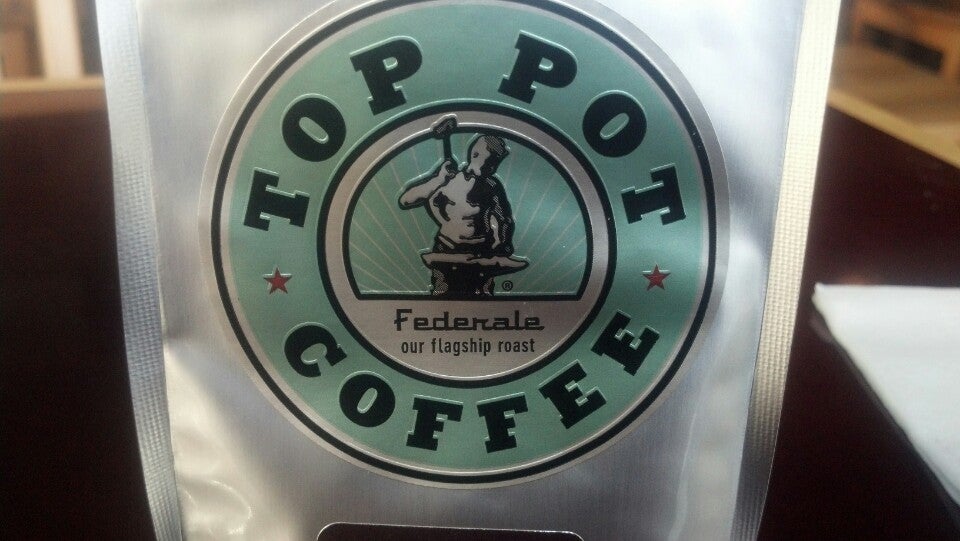 TOP POT
COFFEE
®
Federale
our flagship roast